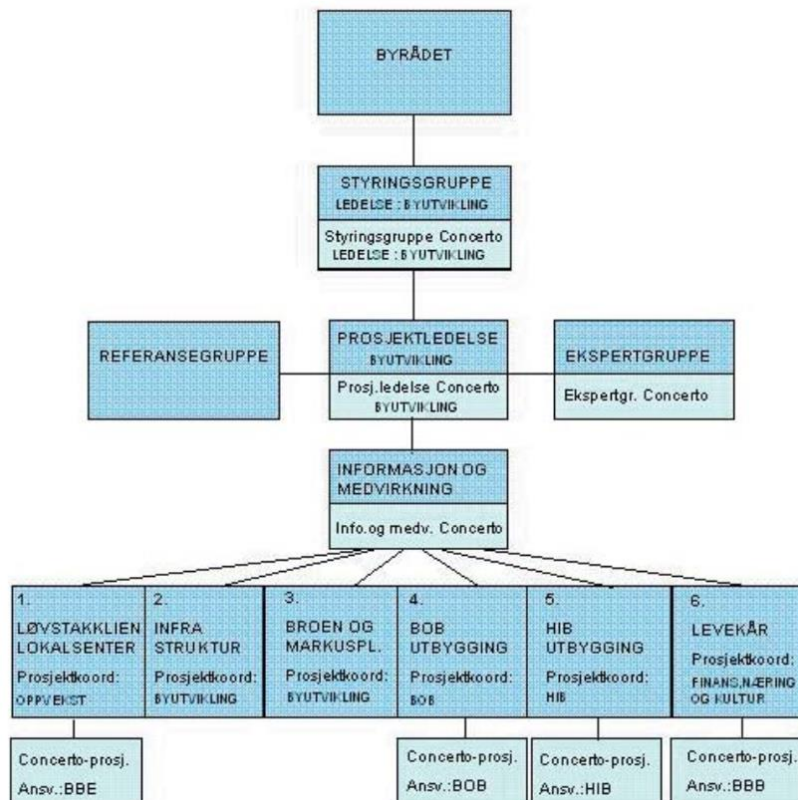 BYRÅDET
STYRINGSGRUPPE
LEDELSE : BYUTVIKLING
Styringsgruppe Concerto
LEDELSE : BYUTVIKLING
REFERANSEGRUPPE
PROSJEKTLEDELSE
BYUTVIKLING
Prosj.ledelse Concerto
BYUTVIKLING
EKSPERTGRUPPE
Ekspertgr. Concerto
INFORMASJON OG
MEDVIRKNING
Info.og medv. Concerto
1.
LØVSTAKKLIEN
LOKALSENTER
Prosjektkoord:
OPPVEKST
2.
INFRA
STRUKTUR
Prosjektkoord:
BYUTVIKLING
3.
BROEN OG
MARKUSPL.
Prosjektkoord:
BYUTVIKLING
4.
BOB
UTBYGGING
Prosjektkoord:
BOB
5.
HIB
UTBYGGING
Prosjektkoord:
HIB
6.
LEVEKÅR
Prosjektkoord:
FINANS,NÆRING
OG KULTUR
Concerto-prosj.
Ansv.:BBE
Concerto-prosj.
Ansv.:BOB
Concerto-prosj.
Ansv.:HIB
Concerto-prosj.
Ansv.:BBB